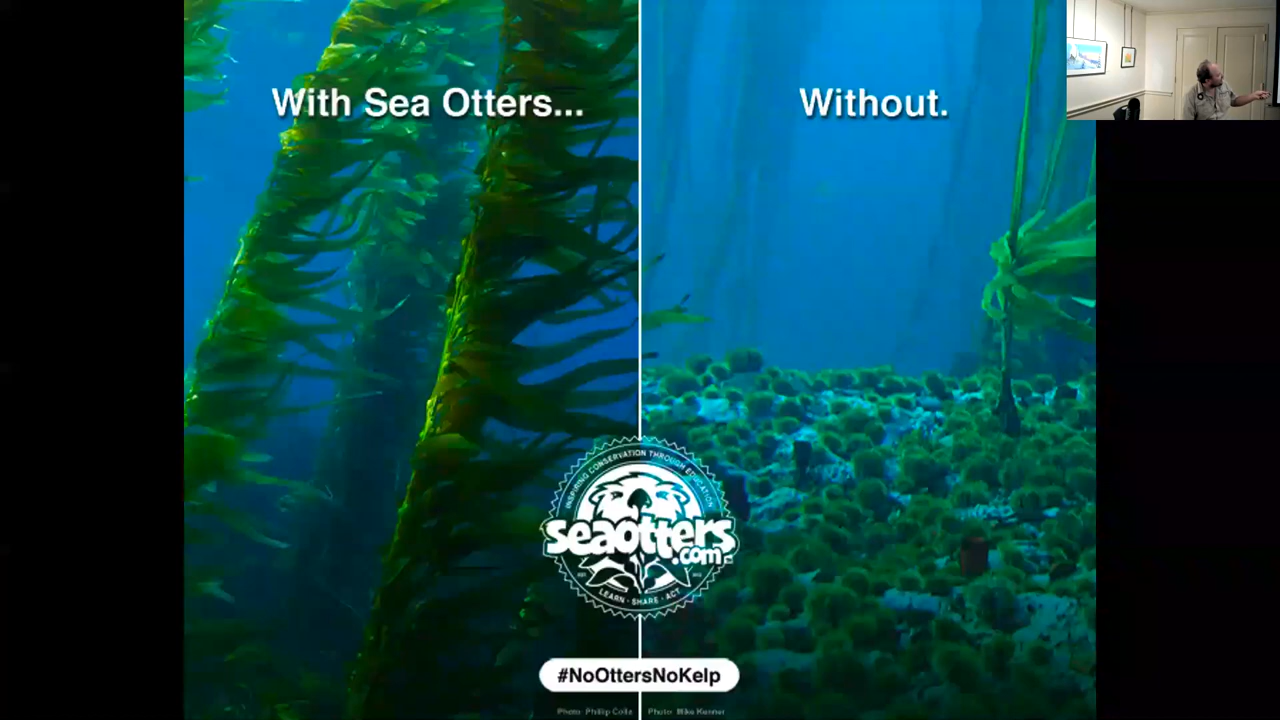 With Sea Otters...
Without.
INSPIRING CONSERVATION THROUGH EDUCATION
seaotters
.com
LEARN • SHARE • ACT
#NoOttersNoKelp
Photo: Phillip Colla
Photo: Mike Kenner